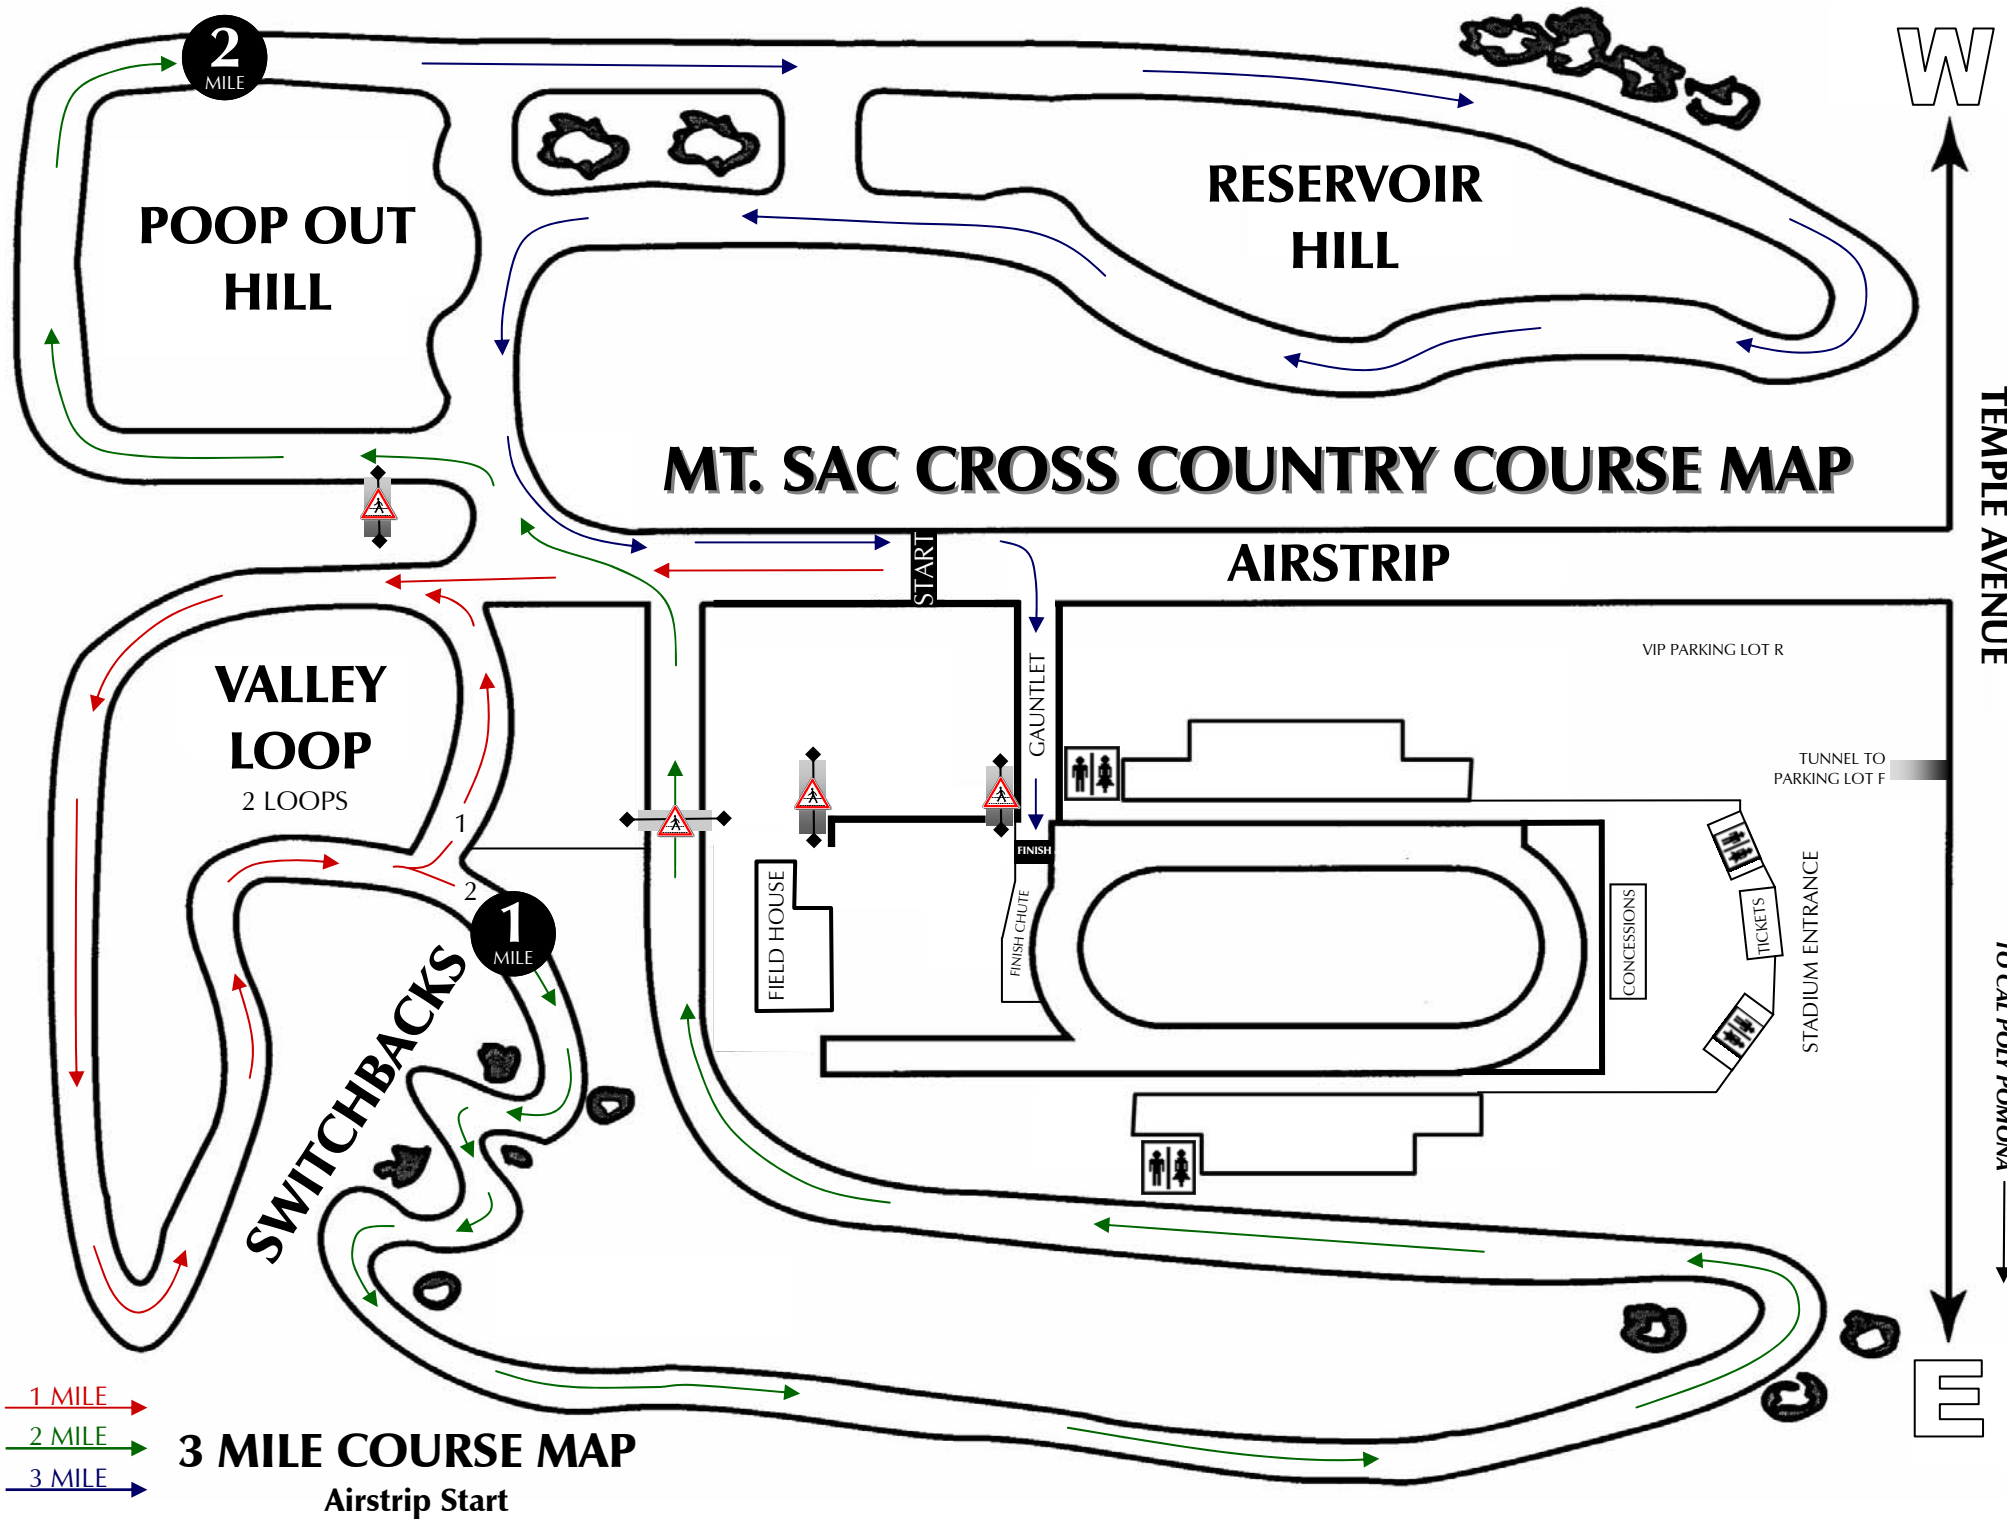 2
MILE
W
POOP OUT
HILL
RESERVOIR
HILL
MT. SAC CROSS COUNTRY COURSE MAP
TEMPLE AVENUE
START
AIRSTRIP
VALLEY
LOOP
2 LOOPS
GAUNTLET
VIP PARKING LOT R
TUNNEL TO
PARKING LOT F
1
2
1
MILE
FINISH
FINISH CHUTE
FIELD HOUSE
CONCESSIONS
TICKETS
STADIUM ENTRANCE
TO CAL POLY POMONA
SWITCHBACKS
E
1 MILE
2 MILE
3 MILE
3 MILE COURSE MAP
Airstrip Start